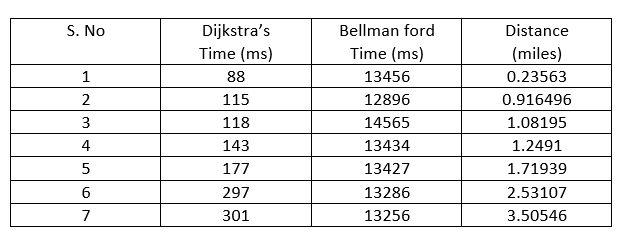 S. No Dijkstra’s Bellman ford Distance
Time (ms) Time (ms) (miles)
1 88 13456 0.23563
2 115 12896 0.916496
3 118 14565 1.08195
4 143 13434 1.2491
5 177 13427 1.71939
6 297 13286 2.53107
7 301 13256 3.50546